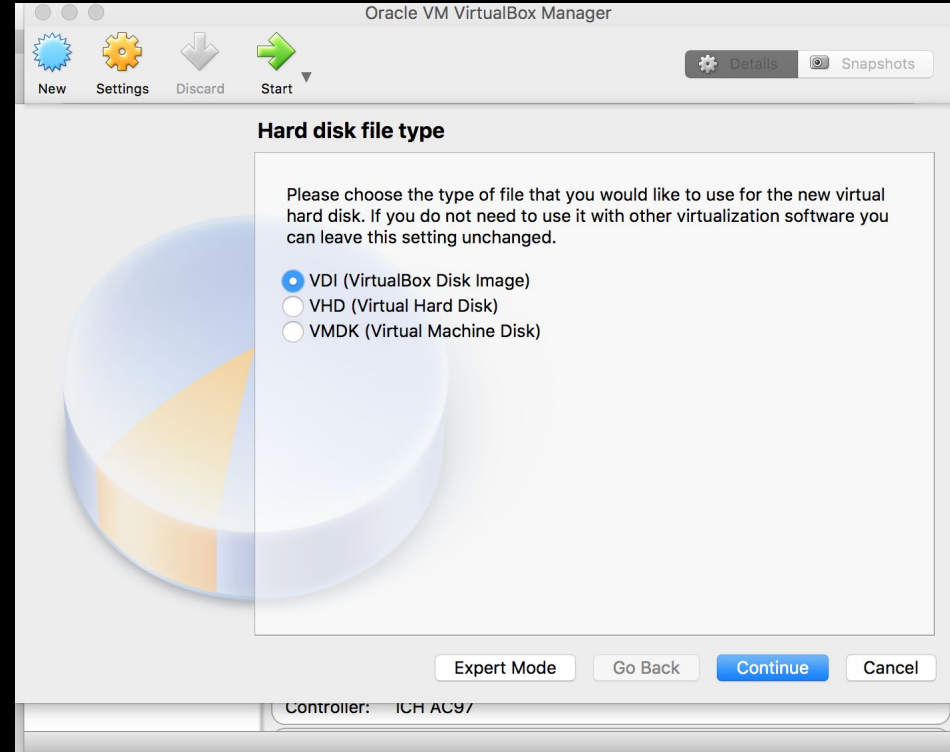 Oracle VM VirtualBox Manager
New
Settings
Discard
Start
Details
Snapshots
Hard disk file type
Please choose the type of file that you would like to use for the new virtual
hard disk. If you do not need to use it with other virtualization software you
can leave this setting unchanged.
VDI (VirtualBox Disk Image)
VHD (Virtual Hard Disk)
VMDK (Virtual Machine Disk)
Expert Mode
Go Back
Continue
Cancel
Controller: ICH AC97